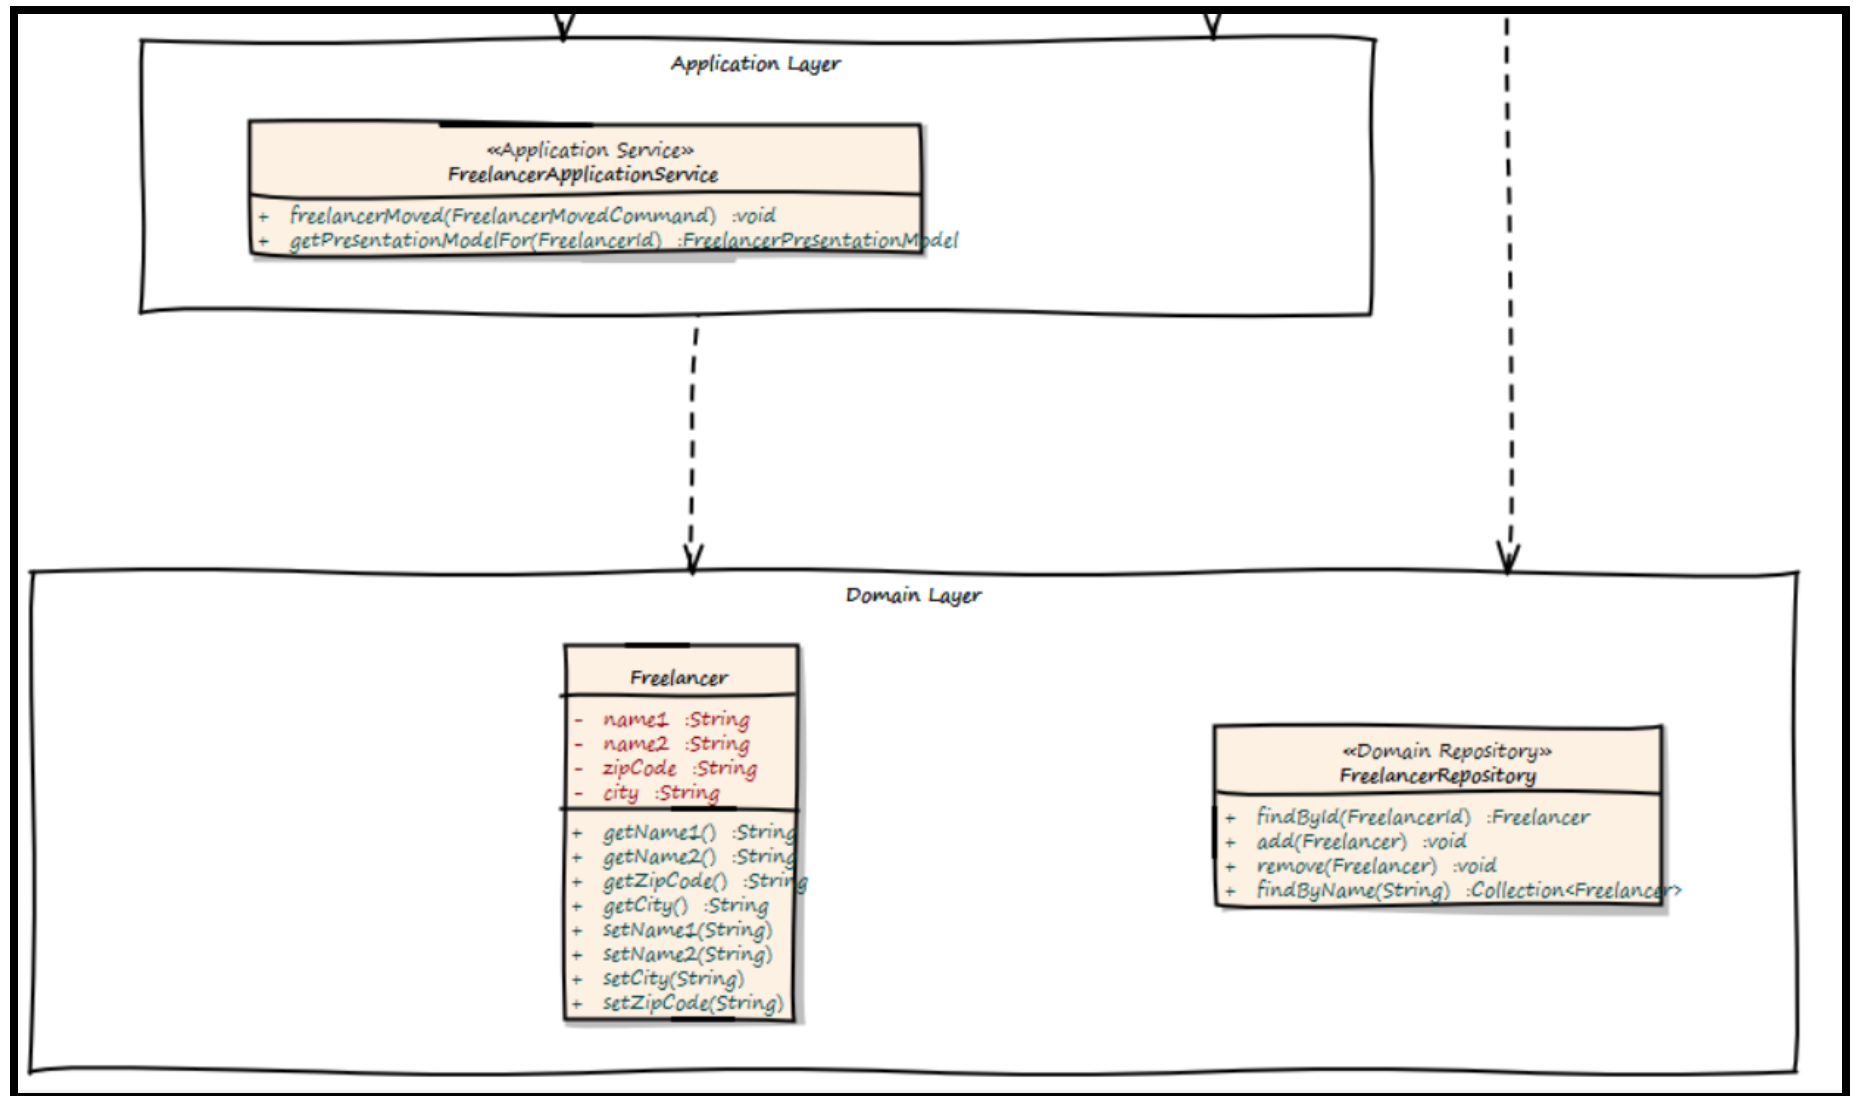 Application Layer
«Application Service»
FreelancerApplicationService
+ freelancerMoved(FreelancerMovedCommand) :void
+ getPresentationModelFor(FreelancerId) :FreelancerPresentationModel
Domain Layer
Freelancer
- name1 :String
- name2 :String
- zipCode :String
- city :String
+ getName1() :String
+ getName2() :String
+ getZipCode() :String
+ getCity() :String
+ setName1(String)
+ setName2(String)
+ setCity(String)
+ setZipCode(String)
«Domain Repository»
FreelancerRepository
+ findById(FreelancerId) :Freelancer
+ add(Freelancer) :void
+ remove(Freelancer) :void
+ findByName(String) :Collection<Freelancer>